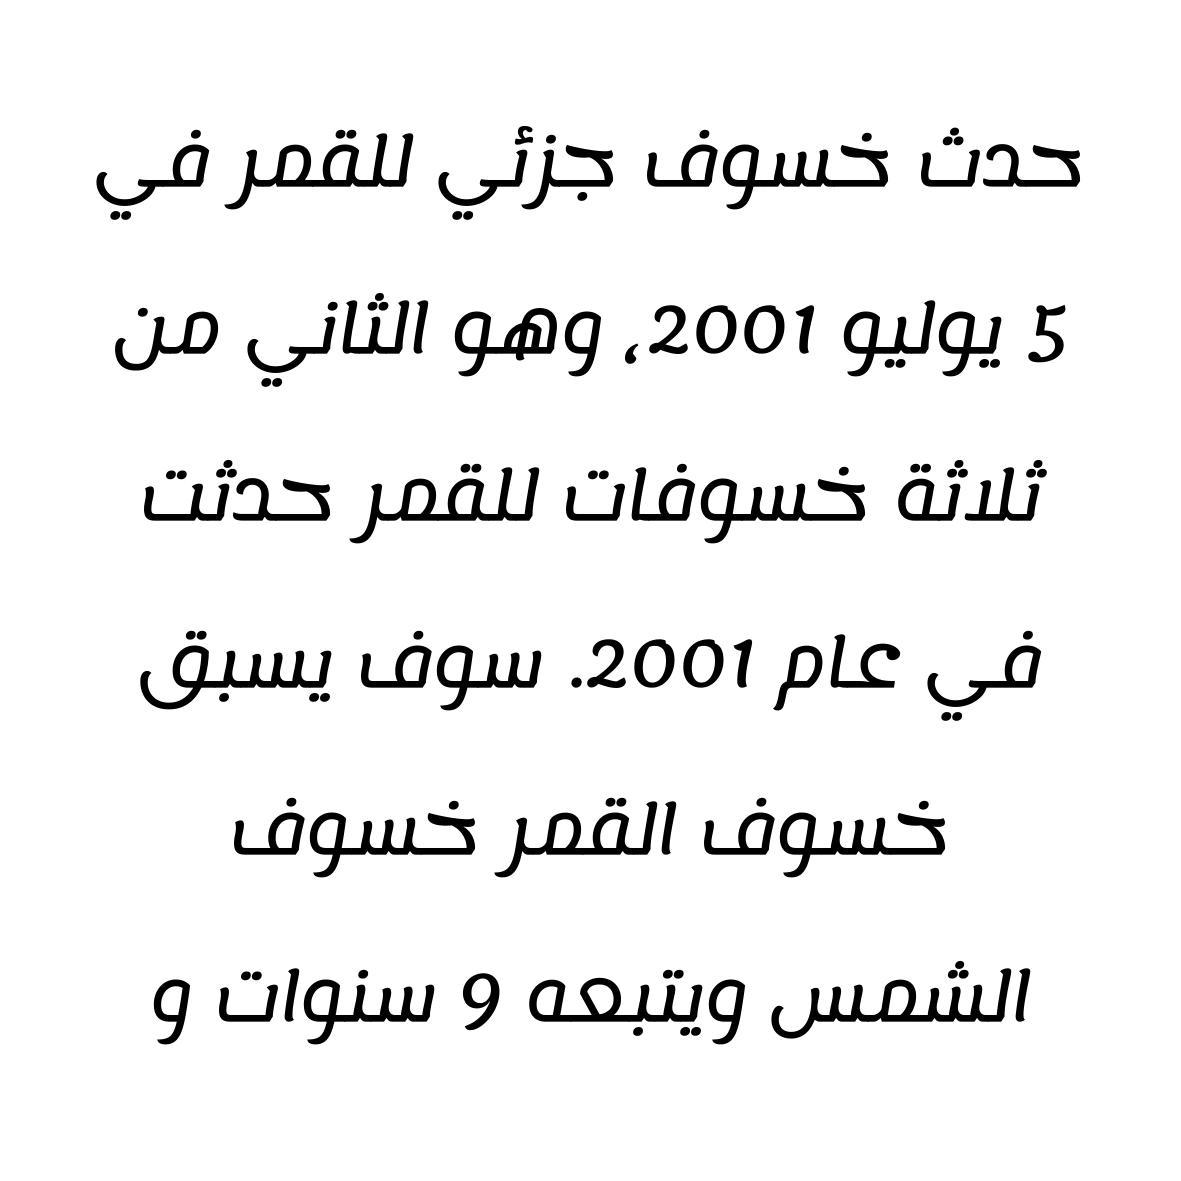 حدث خسوف جزئي للقمر في
5 يوليو 2001، وهو الثاني من
ثلاثة خسوفات للقمر حدثت
في عام 2001. سوف يسبق
خسوف القمر خسوف
الشمس ويتبعه 9 سنوات و